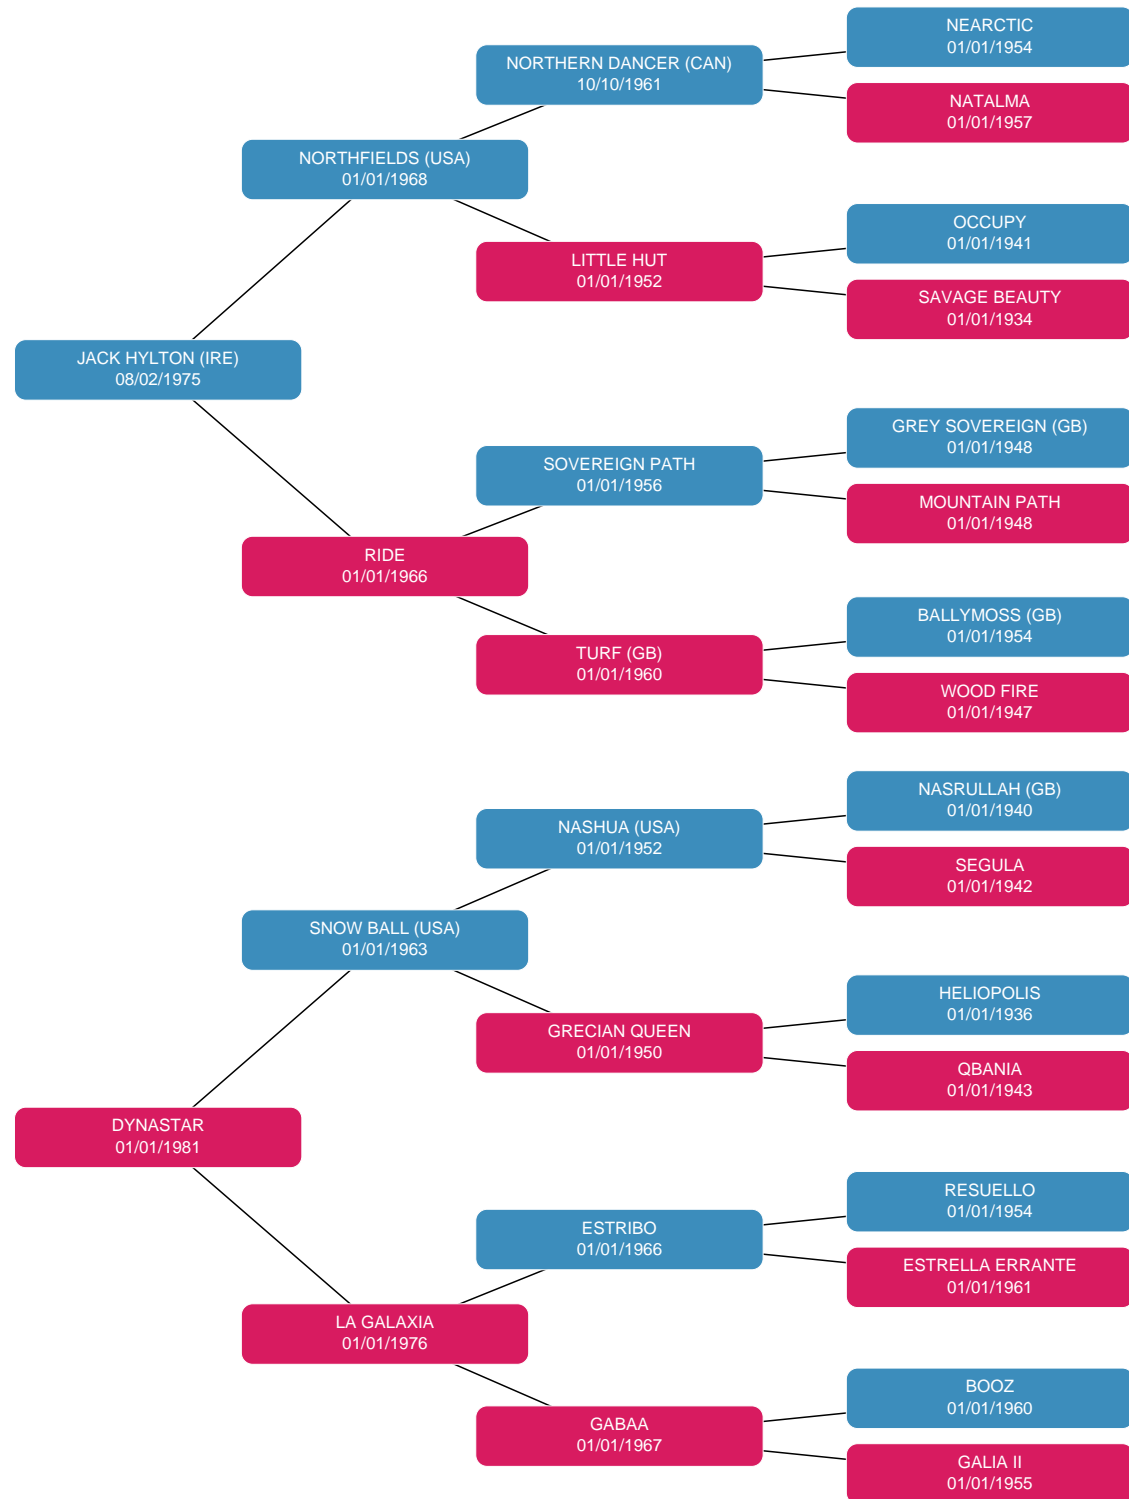 NEARCTIC
01/01/1954
NORTHERN DANCER (CAN)
10/10/1961
NATALMA
01/01/1957
NORTHFIELDS (USA)
01/01/1968
OCCUPY
01/01/1941
LITTLE HUT
01/01/1952
SAVAGE BEAUTY
01/01/1934
JACK HYLTON (IRE)
08/02/1975
GREY SOVEREIGN (GB)
01/01/1948
SOVEREIGN PATH
01/01/1956
MOUNTAIN PATH
01/01/1948
RIDE
01/01/1966
BALLYMOSS (GB)
01/01/1954
TURF (GB)
01/01/1960
WOOD FIRE
01/01/1947
NASRULLAH (GB)
01/01/1940
NASHUA (USA)
01/01/1952
SEGULA
01/01/1942
SNOW BALL (USA)
01/01/1963
HELIOPOLIS
01/01/1936
GRECIAN QUEEN
01/01/1950
QBANIA
01/01/1943
DYNASTAR
01/01/1981
RESUELLO
01/01/1954
ESTRIBO
01/01/1966
ESTRELLA ERRANTE
01/01/1961
LA GALAXIA
01/01/1976
BOOZ
01/01/1960
GABAA
01/01/1967
GALIA II
01/01/1955